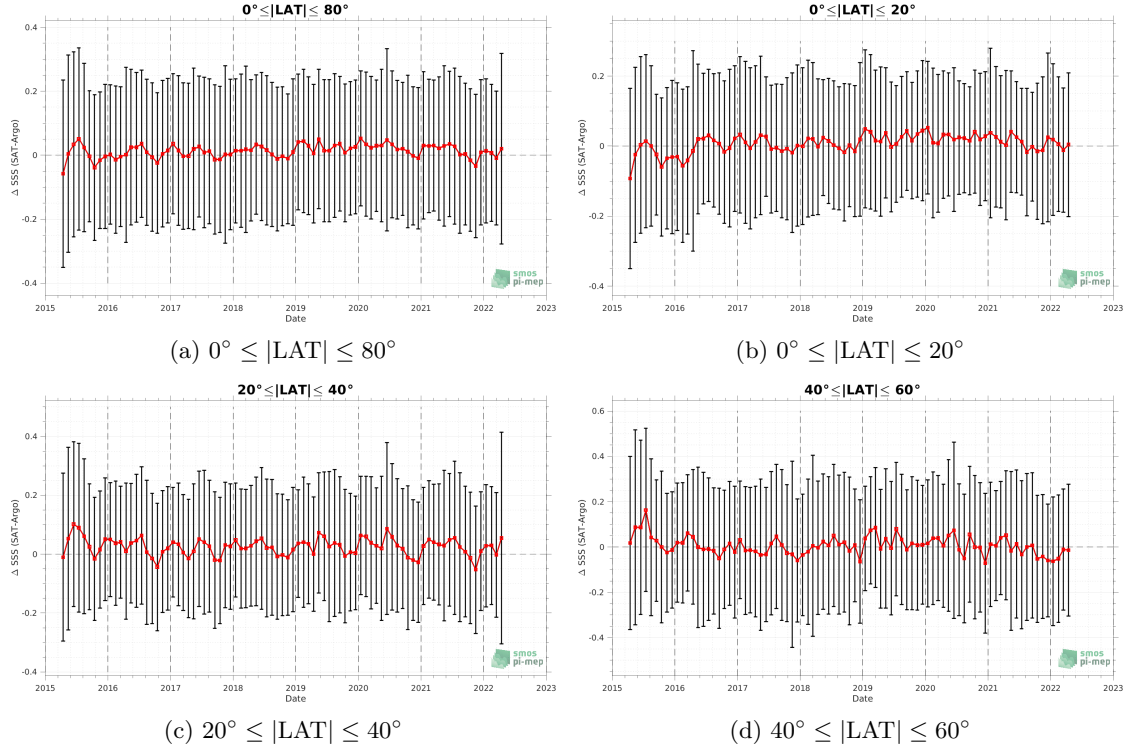 0°≤|LAT|≤ 80°
0.4
0.2
0
-0.2
-0.4
Δ SSS (SAT-Argo)
2015 2016 2017 2018 2019 2020 2021 2022 2023
Date
smos
pi-mep
(a) 0° ≤ |LAT| ≤ 80°
0°≤|LAT|≤ 20°
0.2
0
-0.2
-0.4
Δ SSS (SAT-Argo)
2015 2016 2017 2018 2019 2020 2021 2022 2023
Date
smos
pi-mep
(b) 0° ≤ |LAT| ≤ 20°
20°≤|LAT|≤ 40°
0.4
0.2
0
-0.2
-0.4
Δ SSS (SAT-Argo)
2015 2016 2017 2018 2019 2020 2021 2022 2023
Date
smos
pi-mep
(c) 20° ≤ |LAT| ≤ 40°
40°≤|LAT|≤ 60°
0.6
0.4
0.2
0
-0.2
-0.4
Δ SSS (SAT-Argo)
2015 2016 2017 2018 2019 2020 2021 2022 2023
Date
smos
pi-mep
(d) 40° ≤ |LAT| ≤ 60°